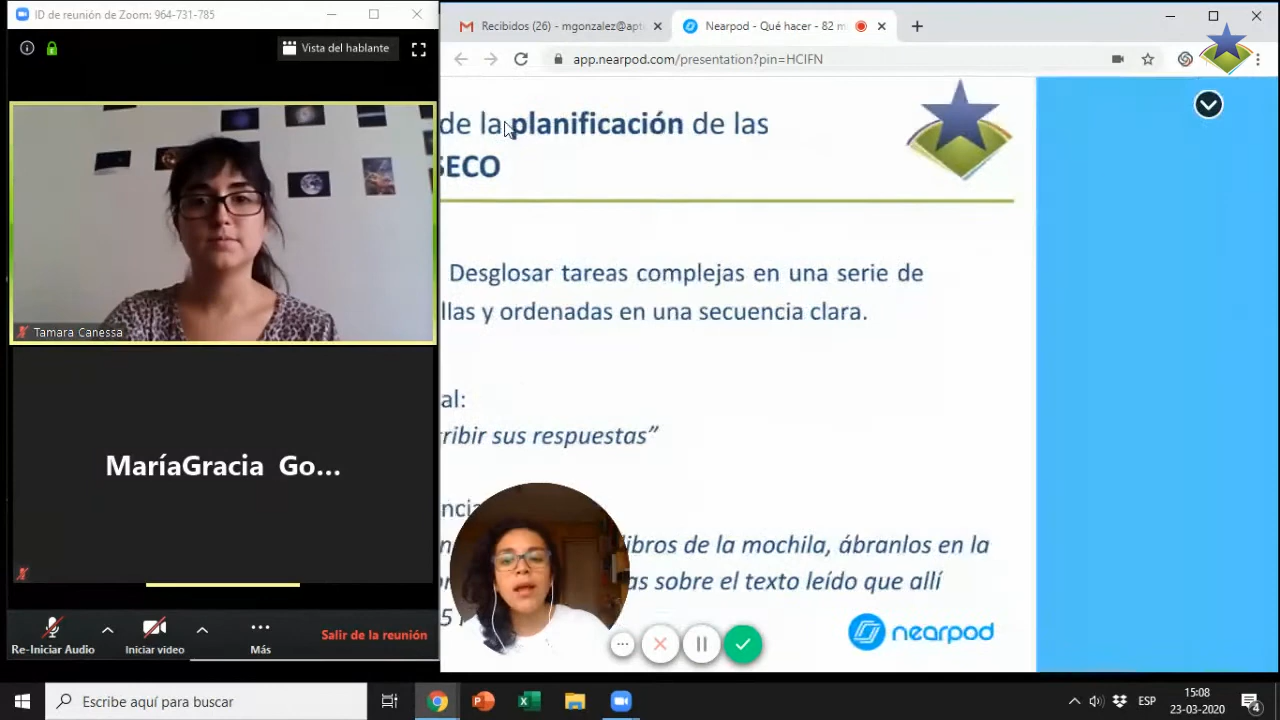 ID de reunión de Zoom: 964-731-785
Vista del hablante
Tamara Canessa
MaríaGracia Go...
Re-Iniciar Audio
Iniciar video
Más
Salir de la reunión
Recibidos (26) - mgonzalez@apt
Nearpod - Qué hacer - 82 m
app.nearpod.com/presentation?pin=HCIFN
de la planificación de las
SECO
Desglosar tareas complejas en una serie de
llas y ordenadas en una secuencia clara.
al:
ribir sus respuestas”
ncia
libros de la mochila, ábranlos en la
as sobre el texto leído que allí
5
nearpod
Escribe aquí para buscar
ESP
15:08
23-03-2020
4